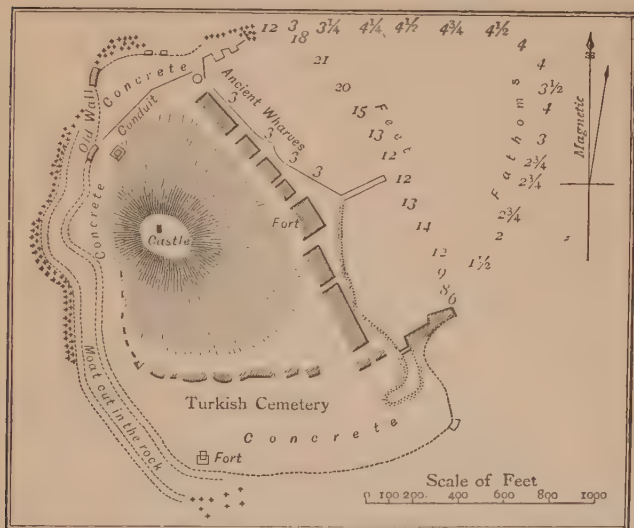 12 3 3¼ 4¼ 4½ 4¾ 4½
18 4
21 4
20 3½
15 4
13 3
12 2¾
12 2¾
13 2¾
14 2
12 1½
9
8
6
Feet
Fathoms
Magnetic
Concrete
Conduit
Old Wall
Ancient Wharves
3
3
3
3
Concrete
Castle
Fort
Moat cut in the rock
Turkish Cemetery
Concrete
Fort
Scale of Feet
0 100 200 400 600 800 1000